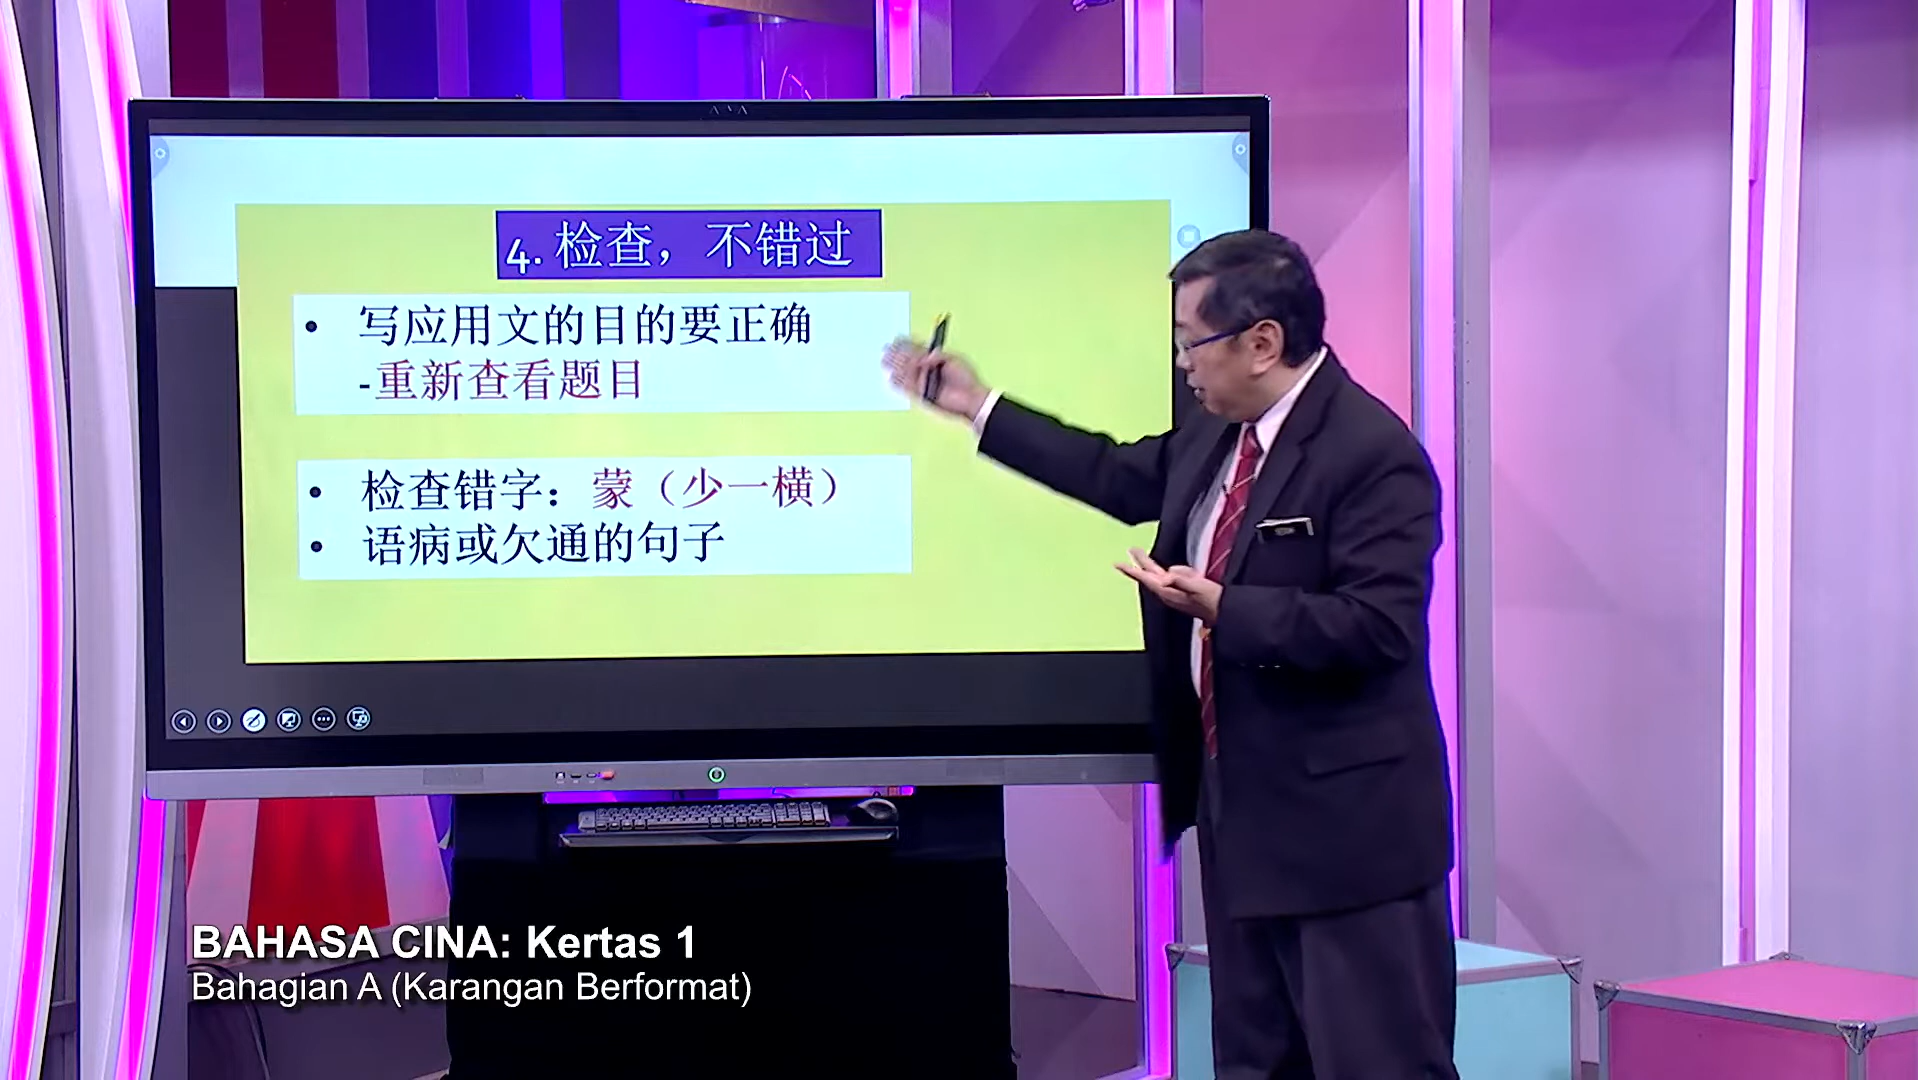 4. 检查，不错过
• 写应用文的目的要正确
-重新查看题目
• 检查错字：蒙（少一横）
• 语病或欠通的句子
BAHASA CINA: Kertas 1
Bahagian A (Karangan Berformat)